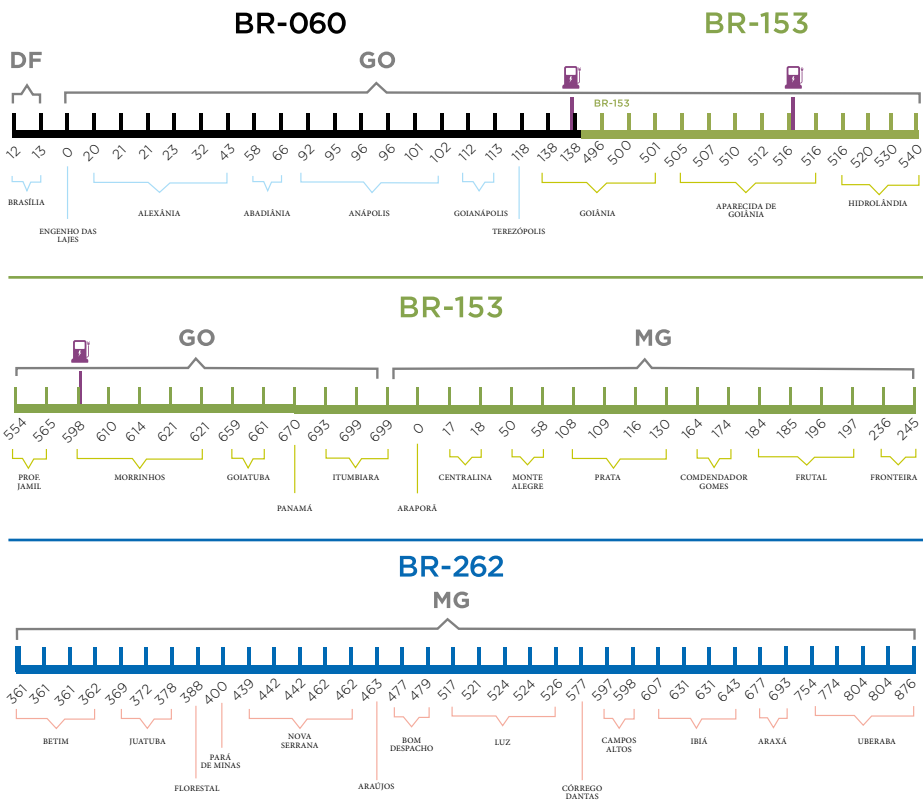 BR-060 BR-153
DF GO
BR-153
12 13 0 20 21 21 23 32 43 58 66 92 95 96 101 102 112 113 118 138 138 496 500 501 505 507 510 512 516 516 520 530 540
BRASÍLIA ALEXÂNIA ABADIÂNIA ANÁPOLIS GOIANÁPOLIS GOIÂNIA APARECIDA DE HIDROLÂNDIA
GOIÂNIA
ENGENHO DAS TEREZÓPOLIS
LAJES
BR-153
GO MG
554 565 598 610 614 621 621 659 661 670 693 699 699 0 17 18 50 58 108 109 116 130 164 174 184 185 196 197 236 245
PROF. MORRINHOS GOIATUBA ITUMBIARA CENTRALINA MONTE PRATA COMDENDADOR FRUTAL FRONTEIRA
JAMIL ALEGRE GOMES
PANAMÁ ARAPORÃ
BR-262
MG
361 361 361 362 369 372 378 388 400 439 442 442 462 462 463 477 479 517 521 524 524 526 577 597 598 607 631 631 643 677 693 754 774 804 804 876
BETIM JUATUBA NOVA BOM LUZ CAMPOS IBIÁ ARAXÁ UBERABA
SERRANA DESPACHO ALTOS
PARÁ
DE MINAS
FLORESTAL ARAÚJOS CÓRREGO
DANTAS